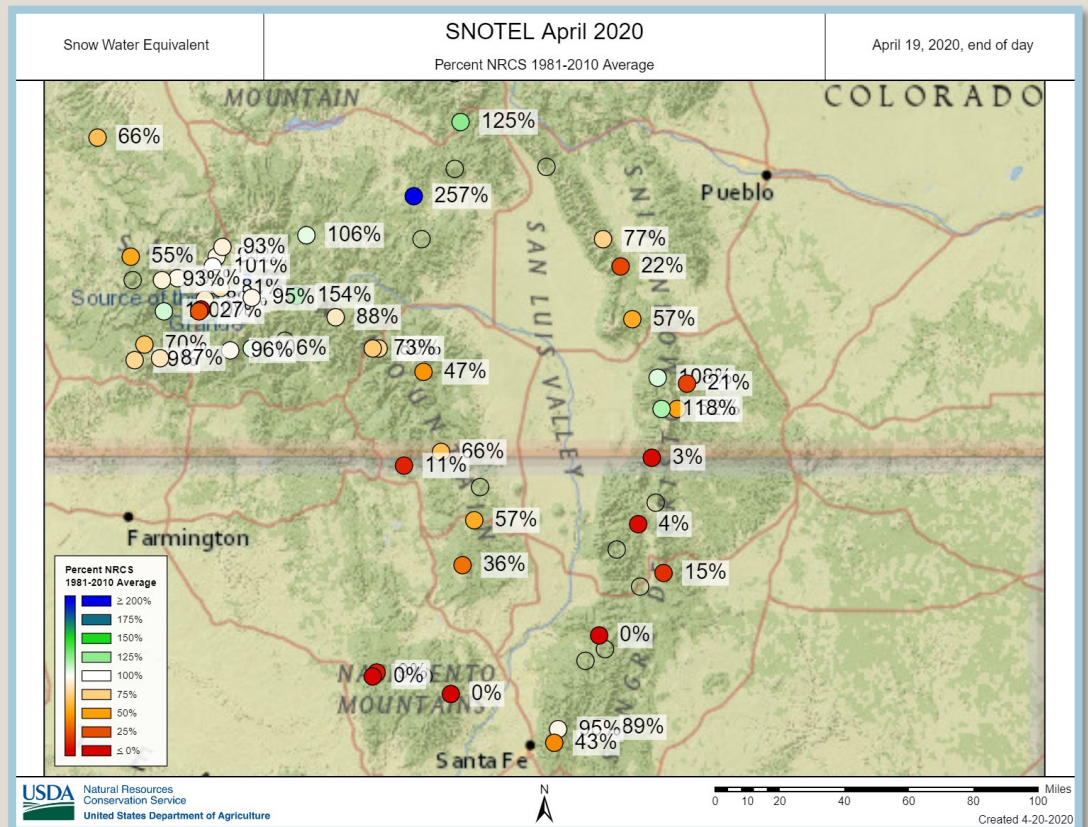 Snow Water Equivalent
SNOTEL April 2020
Percent NRCS 1981-2010 Average
April 19, 2020, end of day
MOUNTAIN
COLORADO
125%
66%
Pueblo
257%
106%
77%
93%
55%
101%
22%
93%
81%
Source of the
95%
154%
27%
88%
57%
70%
87%
96%
6%
73%
47%
108%
21%
118%
SAN LUIS VALLEY
66%
11%
3%
57%
4%
Farmington
36%
15%
0%
0%
0%
MOUNTAINS
95%
89%
43%
Santa Fe
Percent NRCS
1981-2010 Average
≥ 200%
175%
150%
125%
100%
75%
50%
25%
≤ 0%
USDA
Natural Resources
Conservation Service
United States Department of Agriculture
N
Miles
0 10 20 40 60 80 100
Created 4-20-2020